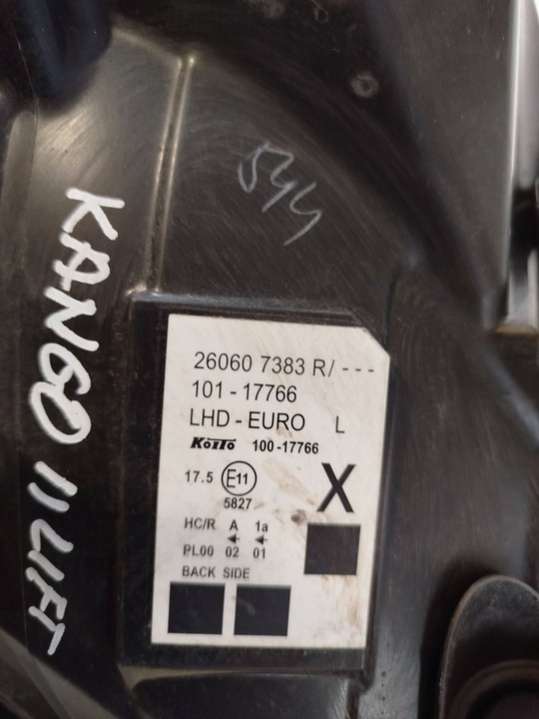 544
KANGO II LIFT
26060 7383 R/ ---
101 - 17766
LHD - EURO L
Koito 100-17766
17.5 E11 X
5827
HC/R A 1a
PL00 02 01
BACK SIDE